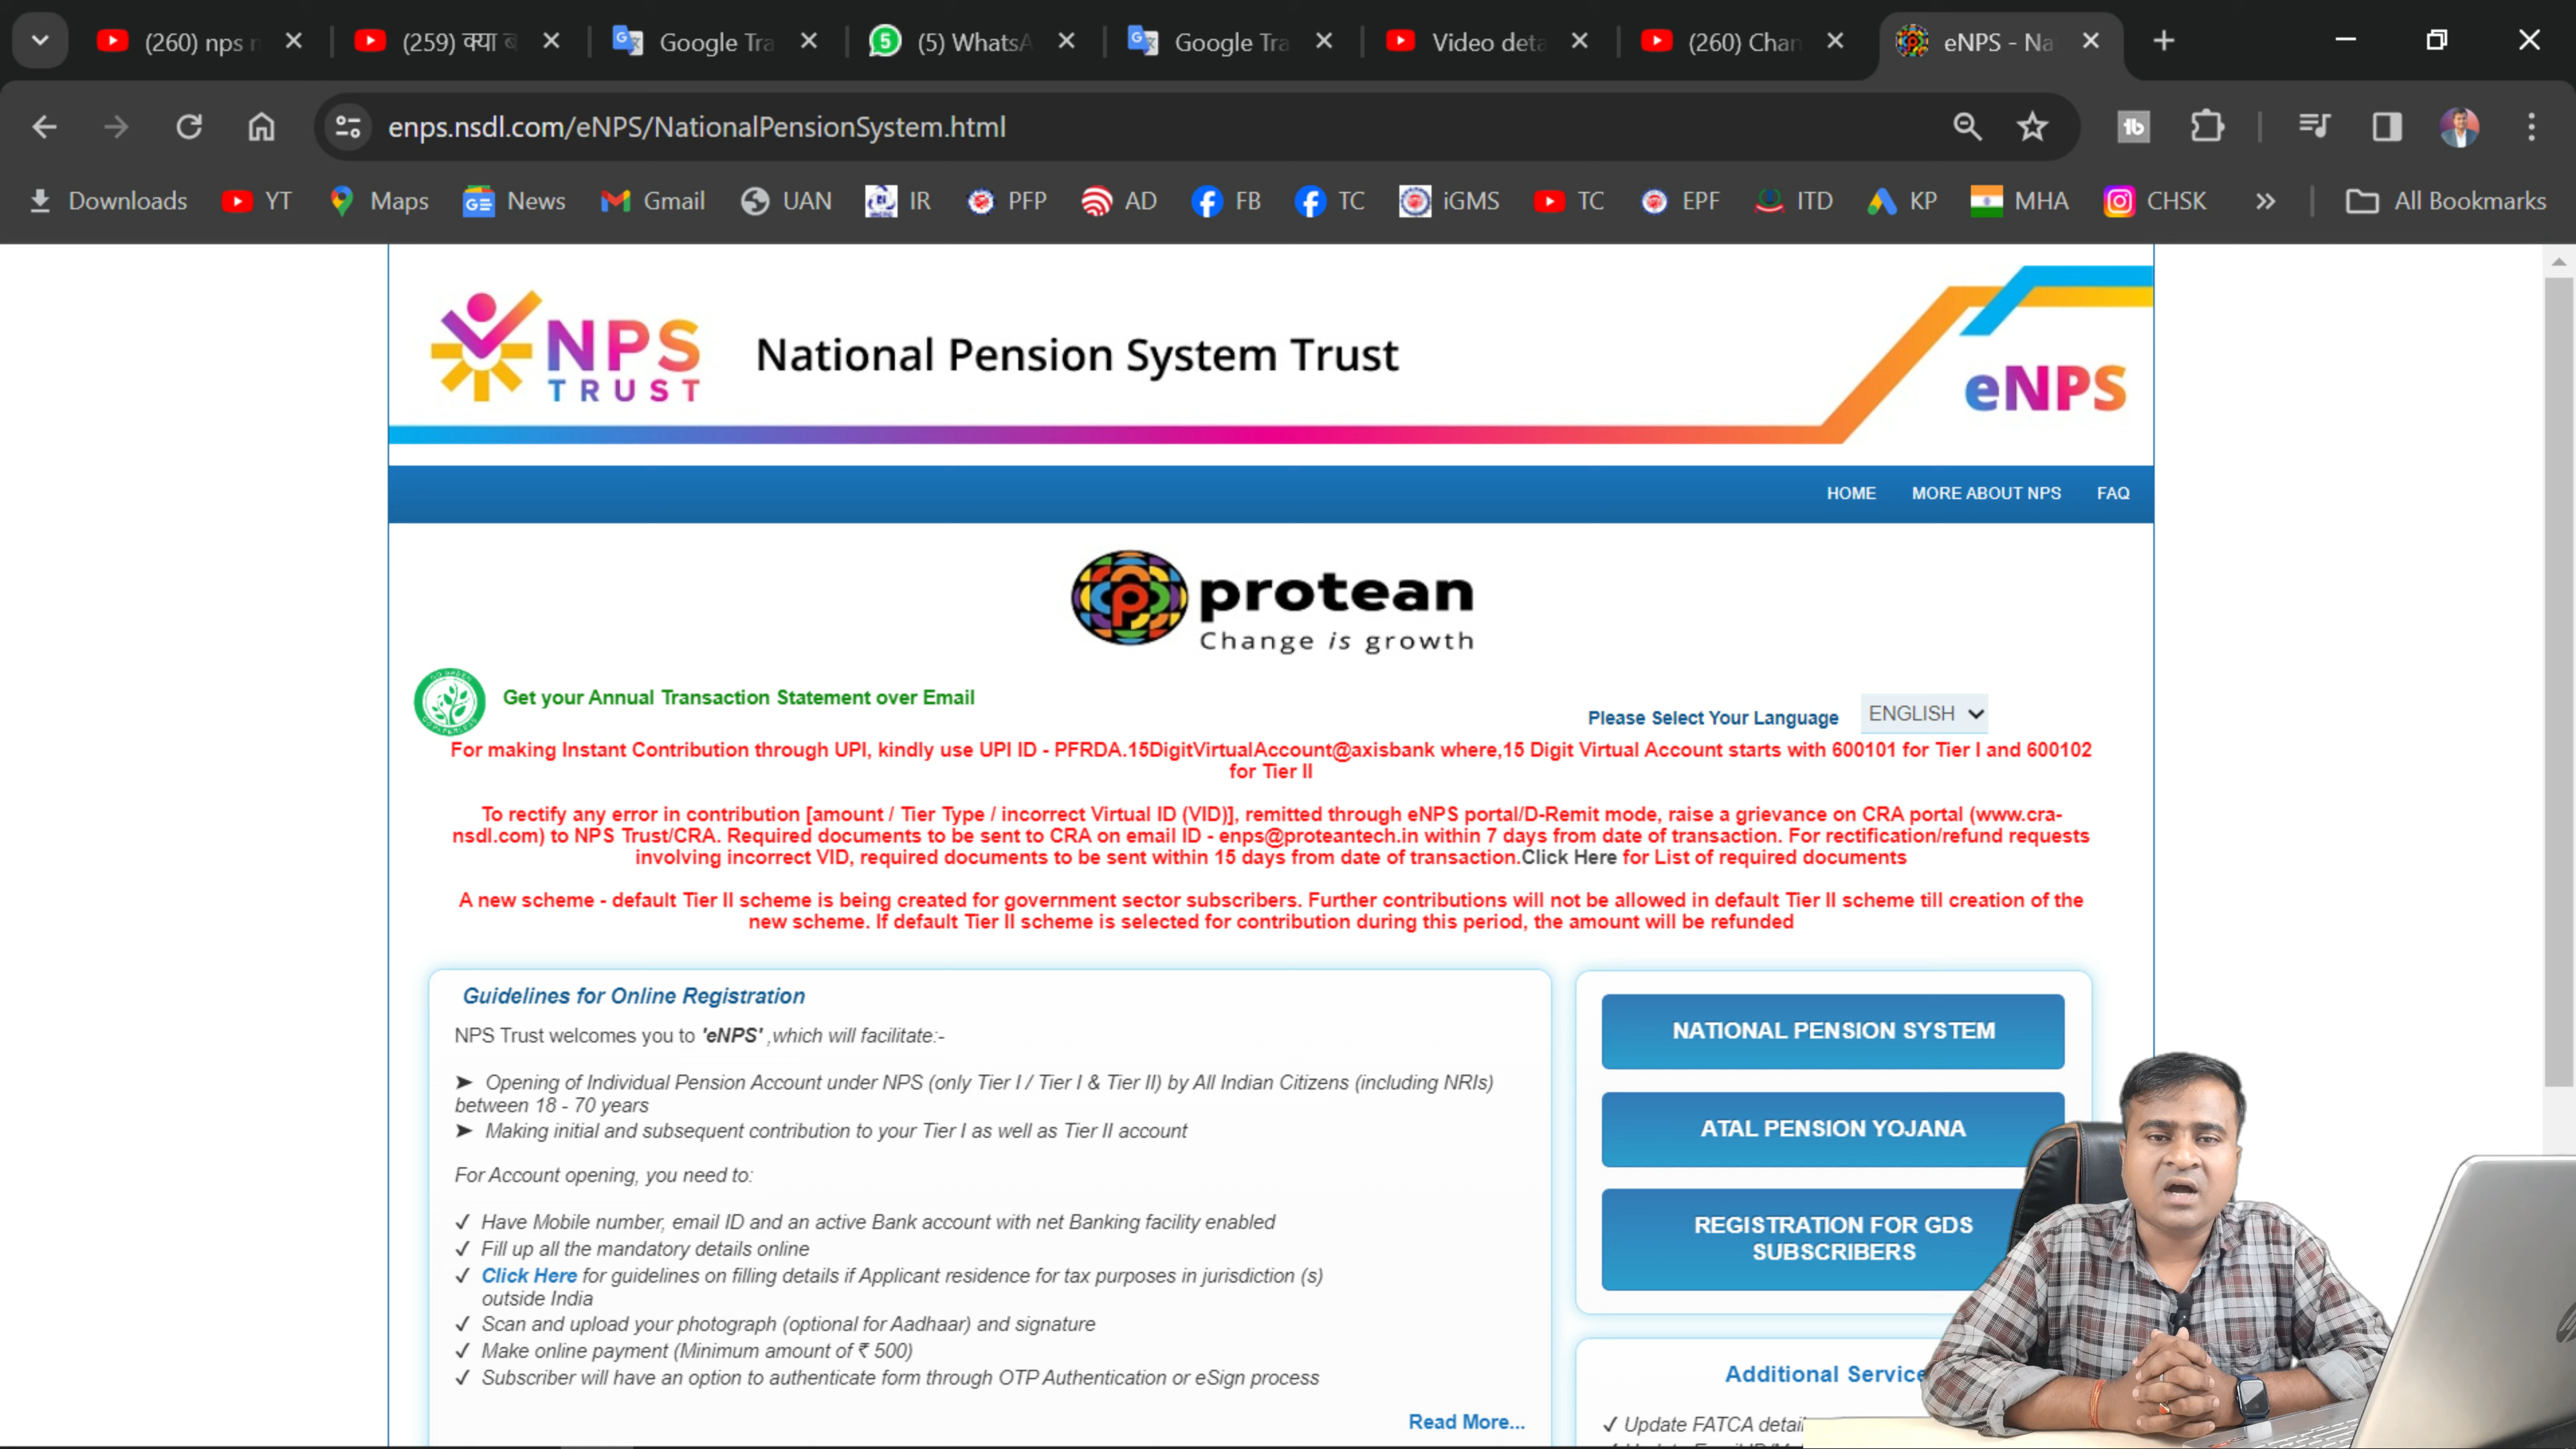 (260) nps
(259) क्या
Google Tra
(5) WhatsA
Google Tra
Video deta
(260) Chan
eNPS - Na
enps.nsdl.com/eNPS/NationalPensionSystem.html
Downloads YT Maps News Gmail UAN IR PFP AD FB TC iGMS TC EPF ITD KP MHA CHSK » All Bookmarks
NPS
TRUST
National Pension System Trust
eNPS
HOME MORE ABOUT NPS FAQ
protean
Change is growth
Get your Annual Transaction Statement over Email
Please Select Your Language ENGLISH
For making Instant Contribution through UPI, kindly use UPI ID - PFRDA.15DigitVirtualAccount@axisbank where,15 Digit Virtual Account starts with 600101 for Tier I and 600102
for Tier II
To rectify any error in contribution [amount / Tier Type / incorrect Virtual ID (VID)], remitted through eNPS portal/D-Remit mode, raise a grievance on CRA portal (www.cra-
nsdl.com) to NPS Trust/CRA. Required documents to be sent to CRA on email ID - enps@proteantech.in within 7 days from date of transaction. For rectification/refund requests
involving incorrect VID, required documents to be sent within 15 days from date of transaction.Click Here for List of required documents
A new scheme - default Tier II scheme is being created for government sector subscribers. Further contributions will not be allowed in default Tier II scheme till creation of the
new scheme. If default Tier II scheme is selected for contribution during this period, the amount will be refunded
Guidelines for Online Registration
NPS Trust welcomes you to 'eNPS' ,which will facilitate:-
➤ Opening of Individual Pension Account under NPS (only Tier I / Tier I & Tier II) by All Indian Citizens (including NRIs)
between 18 - 70 years
➤ Making initial and subsequent contribution to your Tier I as well as Tier II account
For Account opening, you need to:
✓ Have Mobile number, email ID and an active Bank account with net Banking facility enabled
✓ Fill up all the mandatory details online
✓ Click Here for guidelines on filling details if Applicant residence for tax purposes in jurisdiction (s)
outside India
✓ Scan and upload your photograph (optional for Aadhaar) and signature
✓ Make online payment (Minimum amount of ₹ 500)
✓ Subscriber will have an option to authenticate form through OTP Authentication or eSign process
Read More...
NATIONAL PENSION SYSTEM
ATAL PENSION YOJANA
REGISTRATION FOR GDS
SUBSCRIBERS
Additional Service
✓ Update FATCA detail